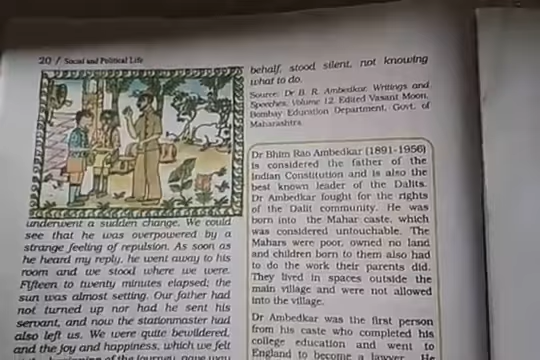 20 / Social and Political Life
underwent a sudden change. We could
see that he was overpowered by a
strange feeling of repulsion. As soon as
he heard my reply, he went away to his
room and we stood where we were.
Fifteen to twenty minutes elapsed; the
sun was almost setting. Our father had
not turned up nor had he sent his
servant, and now the stationmaster had
also left us. We were quite bewildered,
and the joy and happiness, which we felt
beginning of the journey, gave way
behalf, stood silent, not knowing
what to do.
Source: Dr B. R. Ambedkar, Writings and
Speeches, Volume 12, Edited Vasant Moon,
Bombay Education Department, Govt. of
Maharashtra
Dr Bhim Rao Ambedkar (1891-1956)
is considered the father of the
Indian Constitution and is also the
best known leader of the Dalits.
Dr Ambedkar fought for the rights
of the Dalit community. He was
born into the Mahar caste, which
was considered untouchable. The
Mahars were poor, owned no land
and children born to them also had
to do the work their parents did.
They lived in spaces outside the
main village and were not allowed
into the village.
Dr Ambedkar was the first person
from his caste who completed his
college education and went to
England to become a lawyer. He